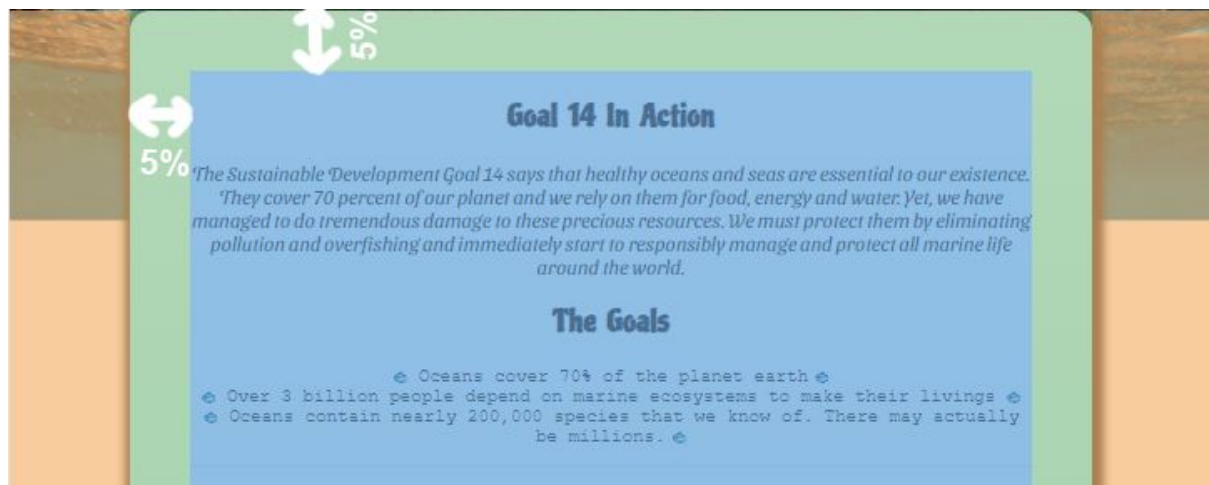 5%
5%
Goal 14 In Action
The Sustainable Development Goal 14 says that healthy oceans and seas are essential to our existence.
They cover 70 percent of our planet and we rely on them for food, energy and water. Yet, we have
managed to do tremendous damage to these precious resources. We must protect them by eliminating
pollution and overfishing and immediately start to responsibly manage and protect all marine life
around the world.
The Goals
Oceans cover 70% of the planet earth
Over 3 billion people depend on marine ecosystems to make their livings
Oceans contain nearly 200,000 species that we know of. There may actually
be millions.